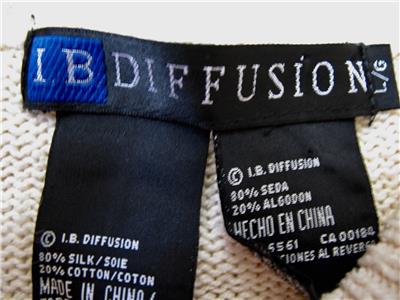 I.B. DIFFUSION
L/G
© I.B. DIFFUSION
80% SILK/SOIE
20% COTTON/COTON
MADE IN CHINA /
© I.B. DIFFUSION
80% SEDA
20% ALGODON
HECHO EN CHINA
5561 CA 00184
IONES AL REVERS